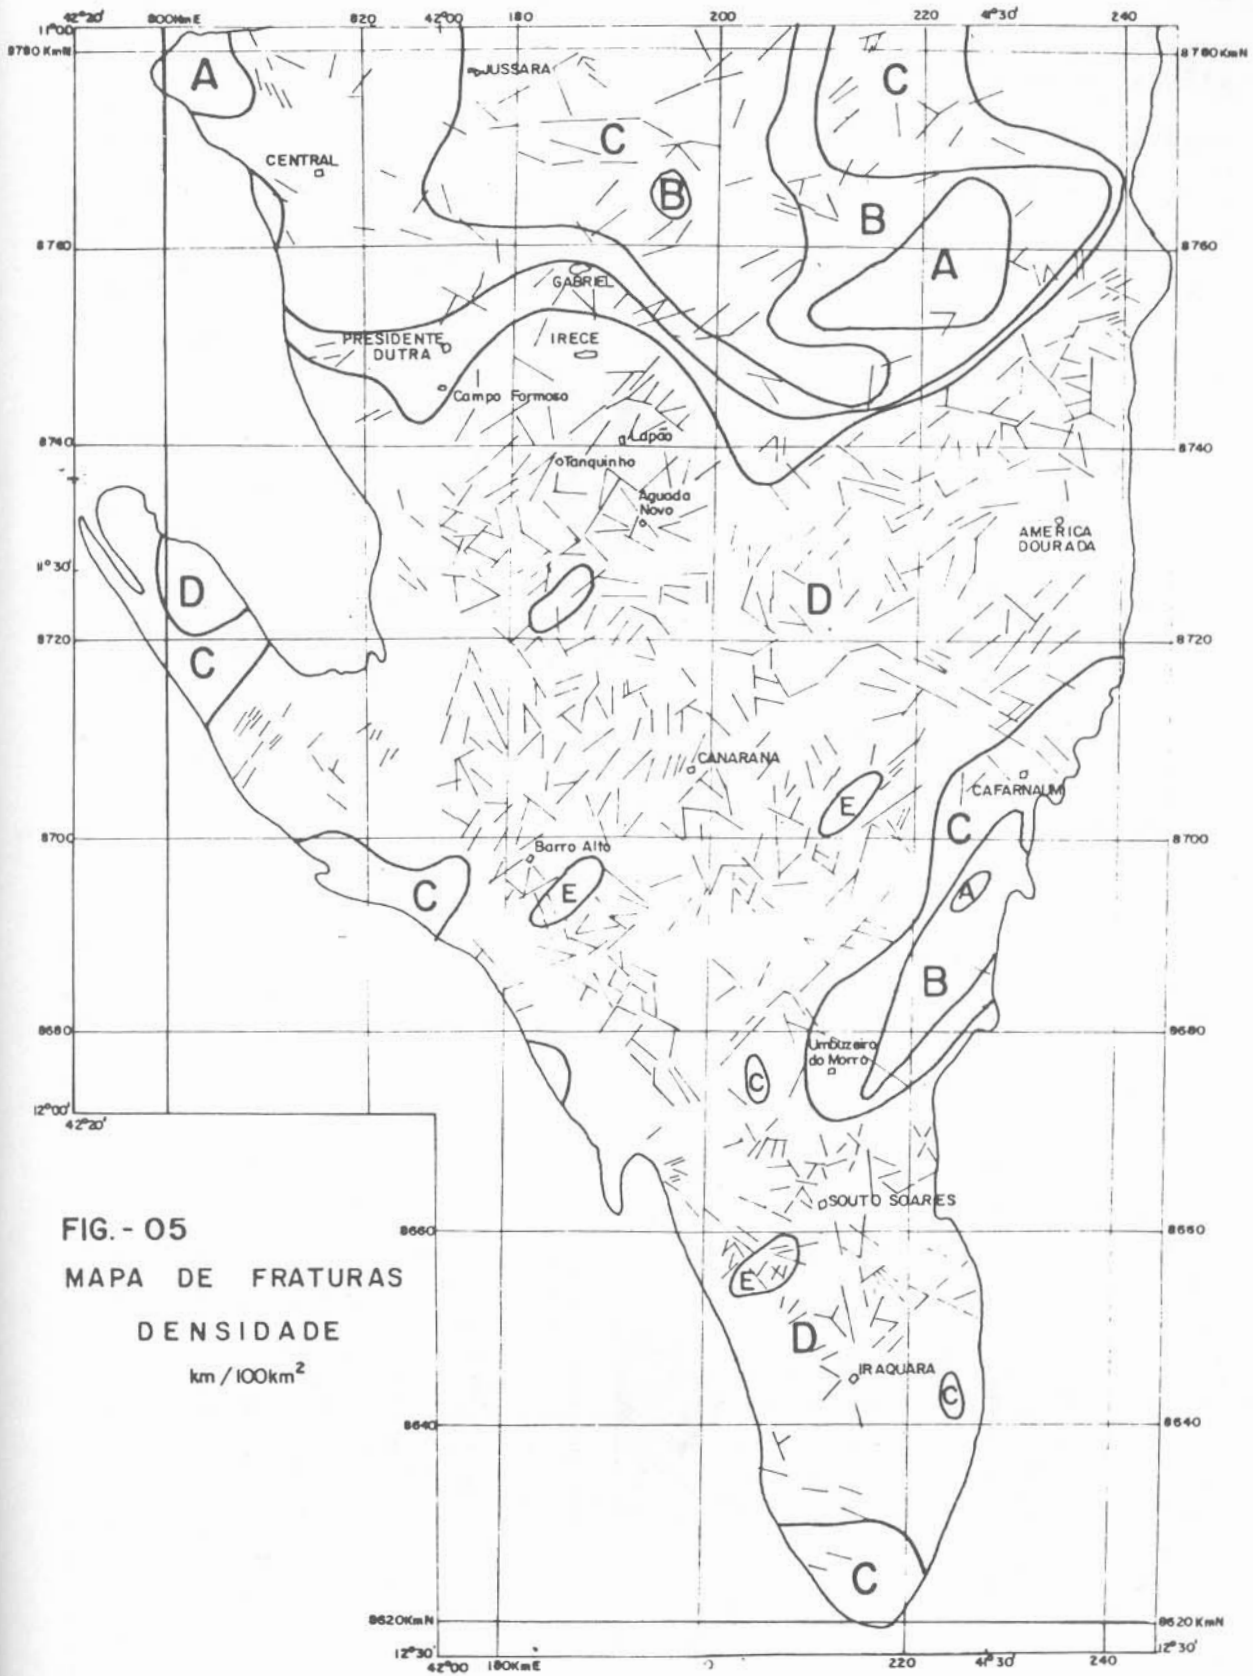 42°20'
800KmE
820
42°00
180
200
220
41°30'
240
11°00
8780 KmN
8780KmN
A
JUSSARA
C
C
CENTRAL
B
B
8760
8760
A
GABRIEL
PRESIDENTE
DUTRA
IRECE
Campo Formoso
8740
Lapão
8740
Tanquinho
Aguada
Novo
AMERICA
DOURADA
11°30'
D
D
8720
8720
C
CANARANA
CAFARNAUM
E
8700
C
8700
Barro Alto
C
E
A
B
8680
8680
Umbuzeiro
do Morro
C
12°00'
42°20'
SOUTO SOARES
FIG.- 05
8660
8660
MAPA DE FRATURAS
E
DENSIDADE
D
km/100km²
IRAQUARA
C
8640
8640
C
8620KmN
8620KmN
12°30'
12°30'
42°00
180KmE
220
41°30'
240